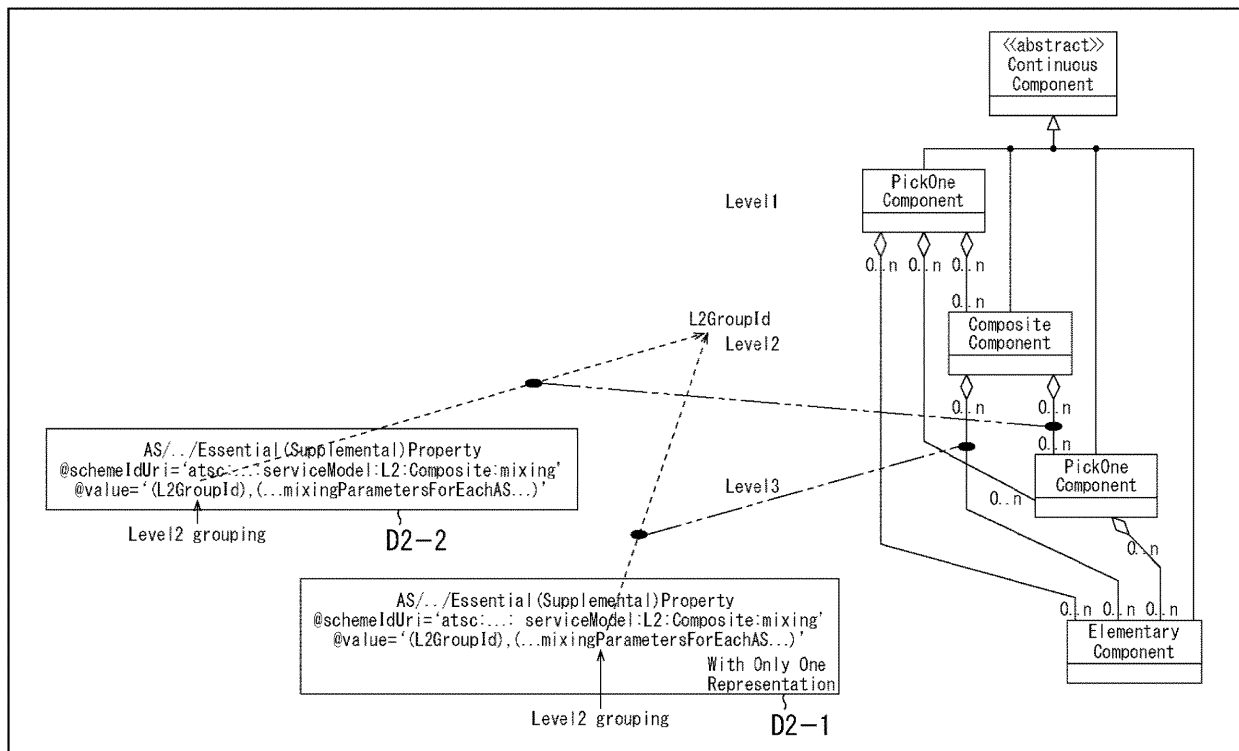 <<abstract>>
Continuous
Component
PickOne
Component
Level1
0..n 0..n 0..n
0..n
L2GroupId
Level2
Composite
Component
0..n 0..n
0..n
AS/../Essential(Supplemental)Property
@schemeIdUri='atsc:...: serviceModel:L2:Composite:mixing'
@value='(L2GroupId),(...mixingParametersForEachAS...)'
Level2 grouping
D2-2
PickOne
Component
Level3
0..n
0..n
AS/../Essential(Supplemental)Property
@schemeIdUri='atsc:...: serviceModel:L2:Composite:mixing'
@value='(L2GroupId),(...mixingParametersForEachAS...)'
With Only One
Representation
Level2 grouping
D2-1
0..n 0..n 0..n
Elementary
Component